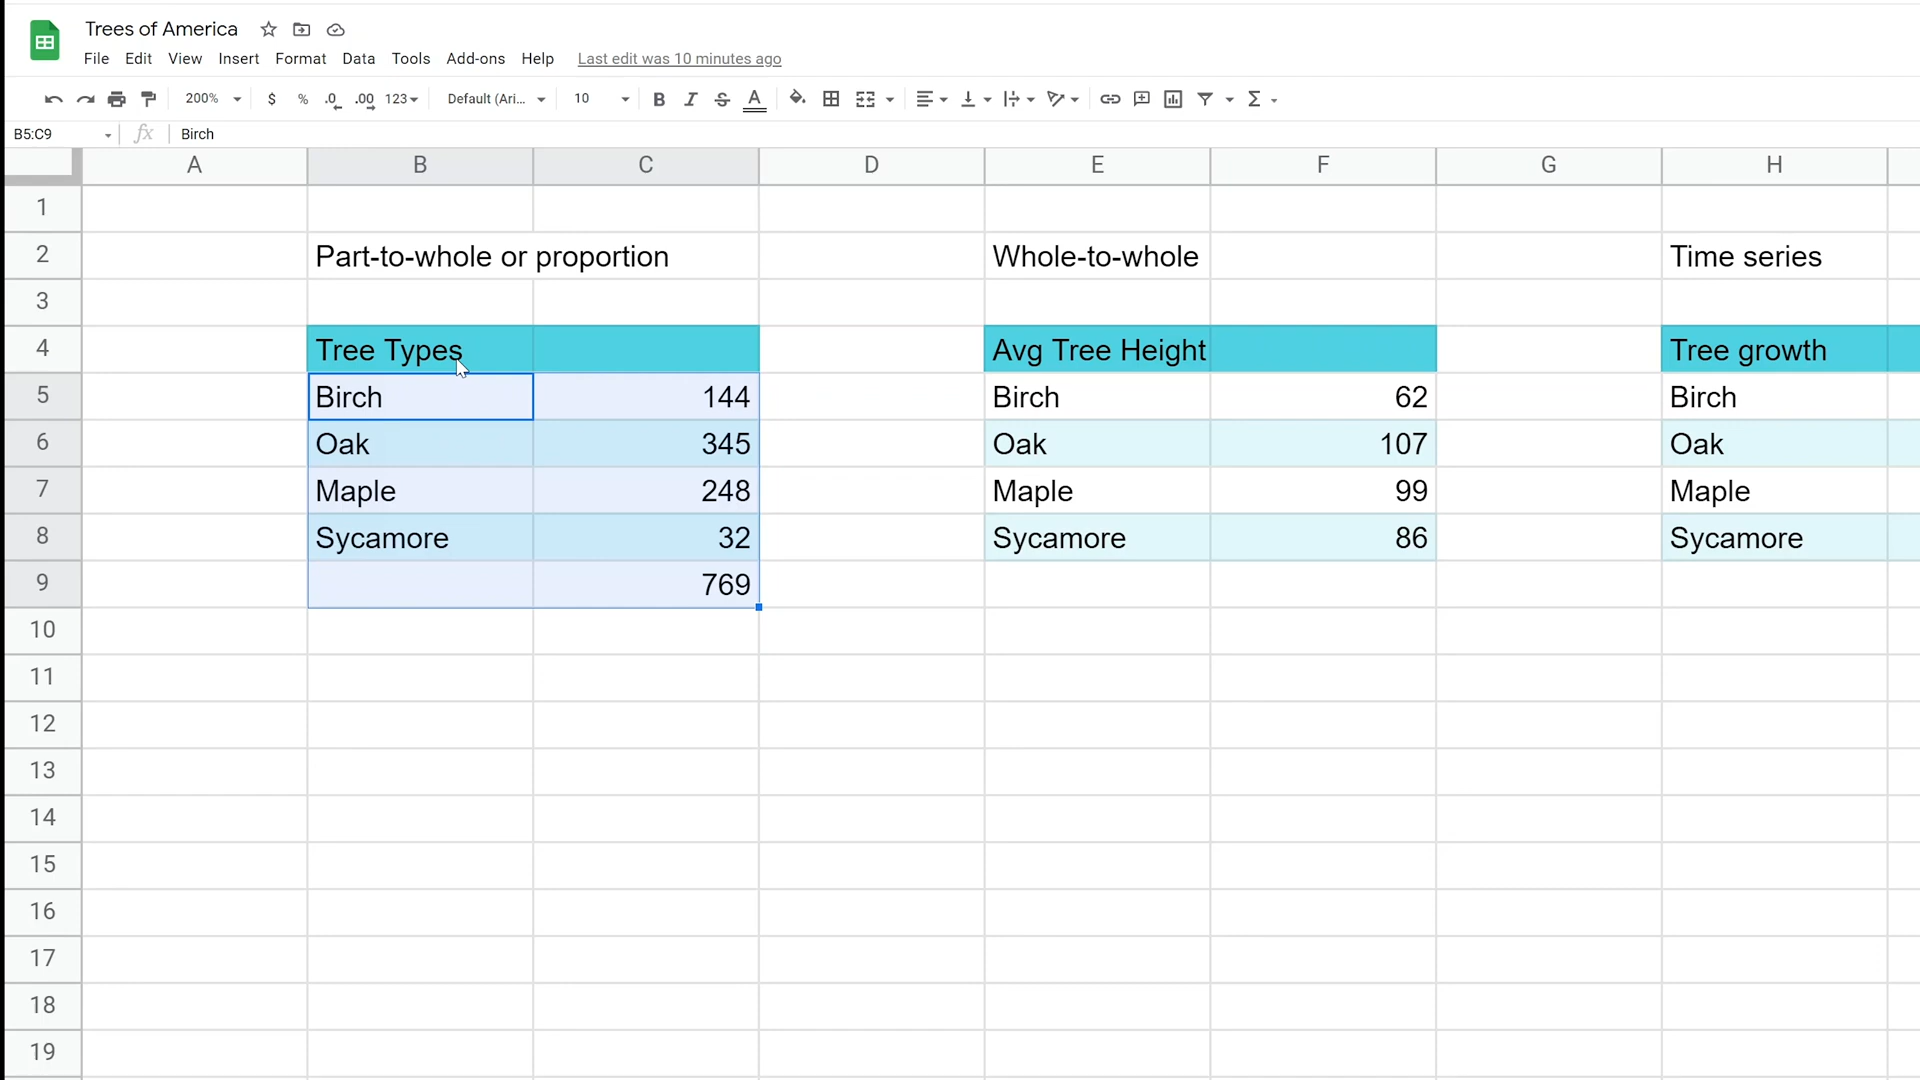 Trees of America
File Edit View Insert Format Data Tools Add-ons Help Last edit was 10 minutes ago
200% $ % .0 .00 123 Default (Ari... 10 B I S A Σ
B5:C9 fx Birch
A B C D E F G H
1
2 Part-to-whole or proportion Whole-to-whole Time series
3
4 Tree Types Avg Tree Height Tree growth
5 Birch 144 Birch 62 Birch
6 Oak 345 Oak 107 Oak
7 Maple 248 Maple 99 Maple
8 Sycamore 32 Sycamore 86 Sycamore
9 769
10
11
12
13
14
15
16
17
18
19